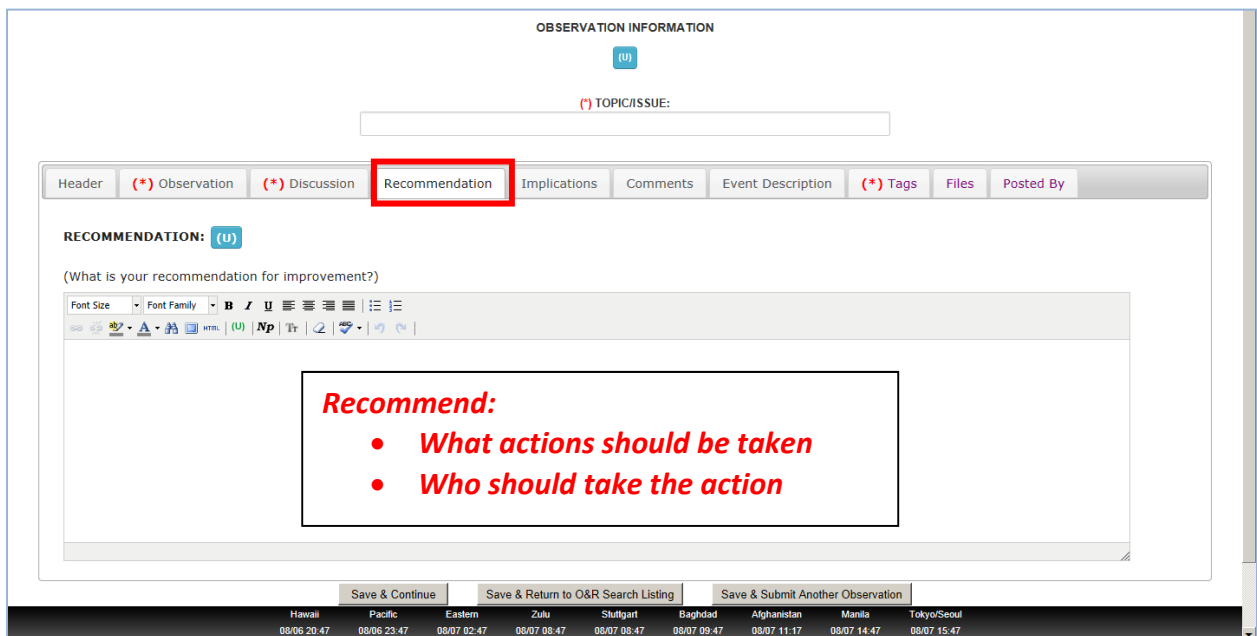 OBSERVATION INFORMATION
(U)
(*) TOPIC/ISSUE:
Header (*) Observation (*) Discussion Recommendation Implications Comments Event Description (*) Tags Files Posted By
RECOMMENDATION: (U)
(What is your recommendation for improvement?)
Font Size Font Family B I U
ab A HTML (U) Np Tr ABC
Recommend:
• What actions should be taken
• Who should take the action
Save & Continue Save & Return to O&R Search Listing Save & Submit Another Observation
Hawaii Pacific Eastern Zulu Stuttgart Baghdad Afghanistan Manila Tokyo/Seoul
08/06 20:47 08/06 23:47 08/07 02:47 08/07 08:47 08/07 08:47 08/07 09:47 08/07 11:17 08/07 14:47 08/07 15:47